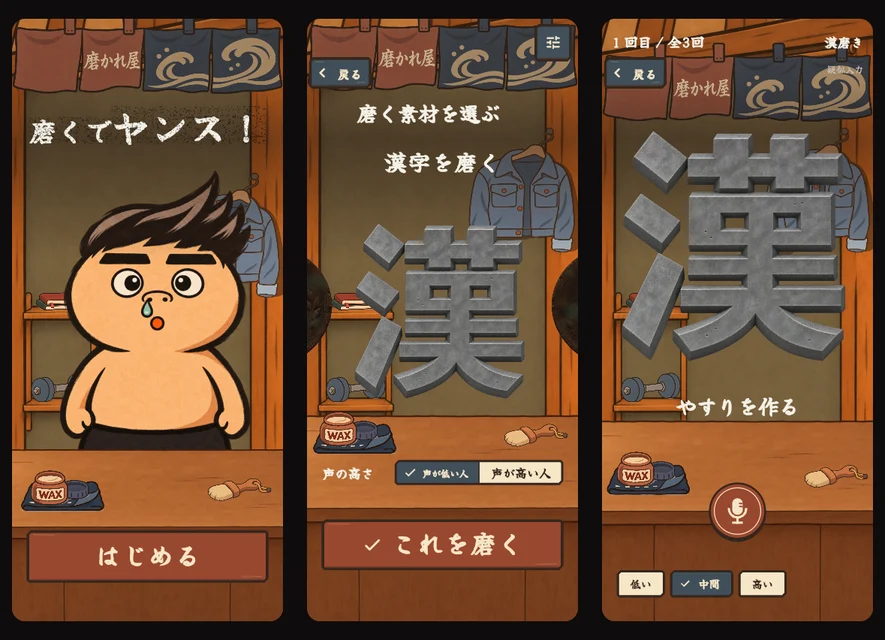 磨かれ屋
磨くでヤンス！
WAX
はじめる
磨かれ屋
戻る
磨く素材を選ぶ
漢字を磨く
漢
WAX
声の高さ
声が低い人
声が高い人
これを磨く
1回目 / 全3回
漢磨き
戻る
磨かれ屋
漢
やすりを作る
WAX
低い
中間
高い